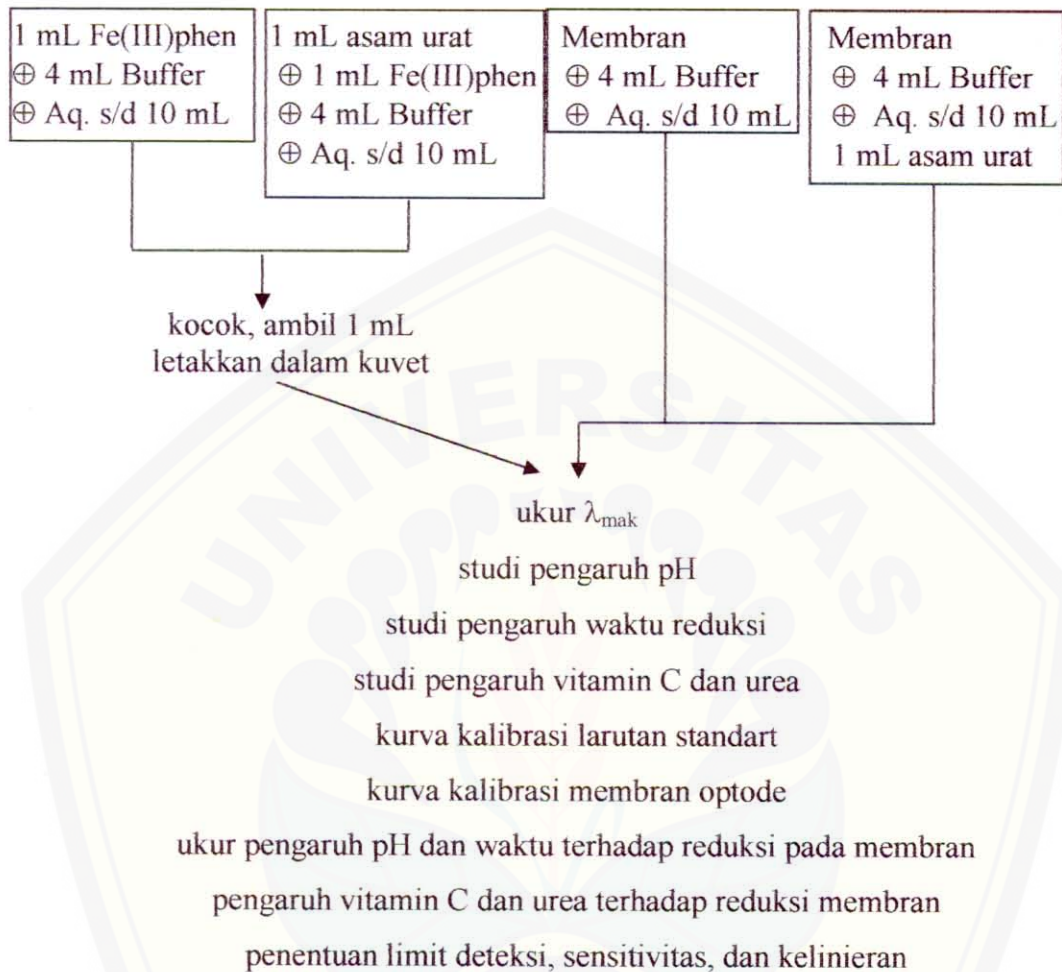 1 mL Fe(III)phen
⊕ 4 mL Buffer
⊕ Aq. s/d 10 mL
1 mL asam urat
⊕ 1 mL Fe(III)phen
⊕ 4 mL Buffer
⊕ Aq. s/d 10 mL
Membran
⊕ 4 mL Buffer
⊕ Aq. s/d 10 mL
Membran
⊕ 4 mL Buffer
⊕ Aq. s/d 10 mL
1 mL asam urat
kocok, ambil 1 mL
letakkan dalam kuvet
UNIVERSITAS
ukur λmak
studi pengaruh pH
studi pengaruh waktu reduksi
studi pengaruh vitamin C dan urea
kurva kalibrasi larutan standart
kurva kalibrasi membran optode
ukur pengaruh pH dan waktu terhadap reduksi pada membran
pengaruh vitamin C dan urea terhadap reduksi membran
penentuan limit deteksi, sensitivitas, dan kelinieran